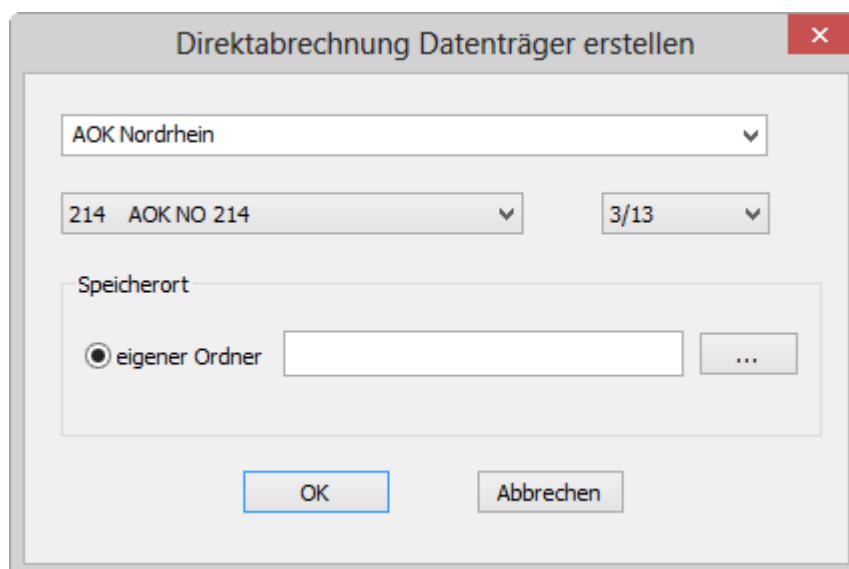 Direktabrechnung Datenträger erstellen
AOK Nordrhein
214 AOK NO 214 3/13
Speicherort
eigener Ordner ...
OK Abbrechen